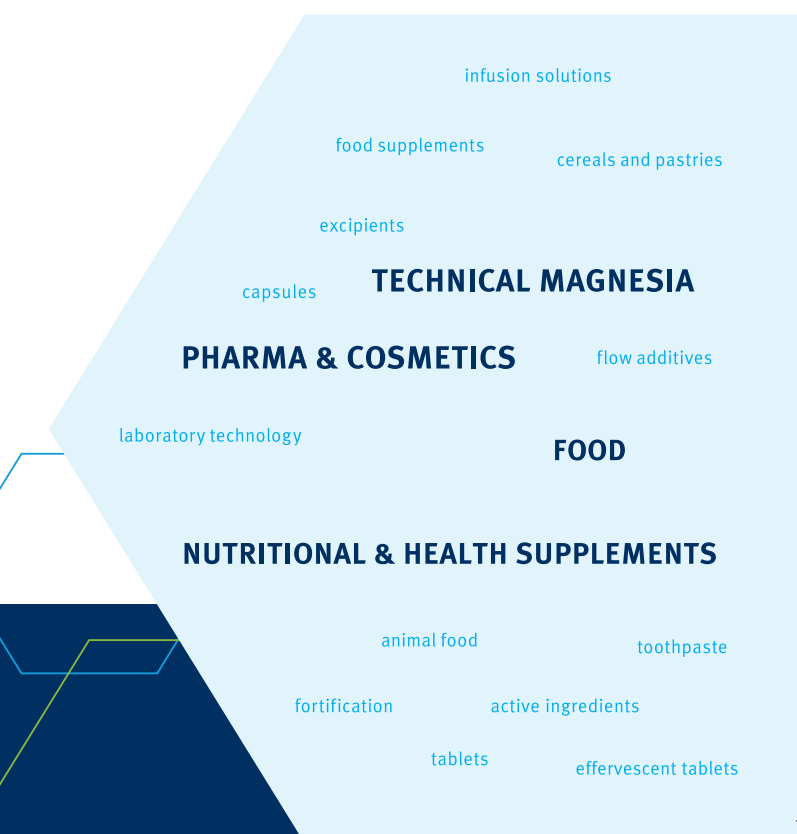 infusion solutions
food supplements
cereals and pastries
excipients
TECHNICAL MAGNESIA
capsules
PHARMA & COSMETICS
flow additives
laboratory technology
FOOD
NUTRITIONAL & HEALTH SUPPLEMENTS
animal food
toothpaste
fortification
active ingredients
tablets
effervescent tablets